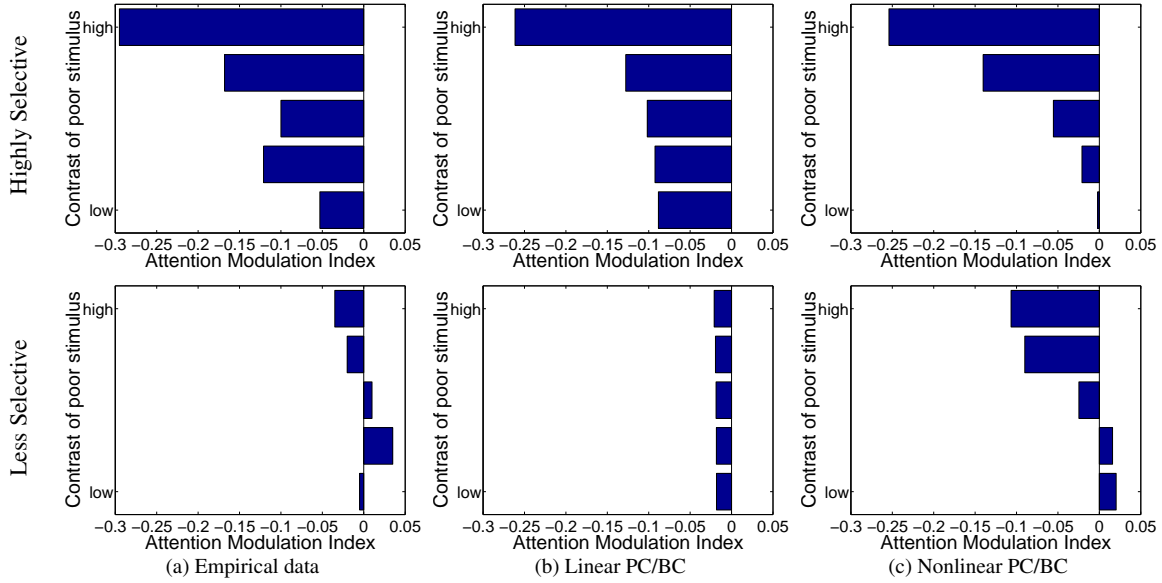 Highly Selective
Contrast of poor stimulus
high
low
−0.3 −0.25 −0.2 −0.15 −0.1 −0.05 0 0.05
Attention Modulation Index
Contrast of poor stimulus
high
low
−0.3 −0.25 −0.2 −0.15 −0.1 −0.05 0 0.05
Attention Modulation Index
Contrast of poor stimulus
high
low
−0.3 −0.25 −0.2 −0.15 −0.1 −0.05 0 0.05
Attention Modulation Index
Less Selective
Contrast of poor stimulus
high
low
−0.3 −0.25 −0.2 −0.15 −0.1 −0.05 0 0.05
Attention Modulation Index
(a) Empirical data
Contrast of poor stimulus
high
low
−0.3 −0.25 −0.2 −0.15 −0.1 −0.05 0 0.05
Attention Modulation Index
(b) Linear PC/BC
Contrast of poor stimulus
high
low
−0.3 −0.25 −0.2 −0.15 −0.1 −0.05 0 0.05
Attention Modulation Index
(c) Nonlinear PC/BC